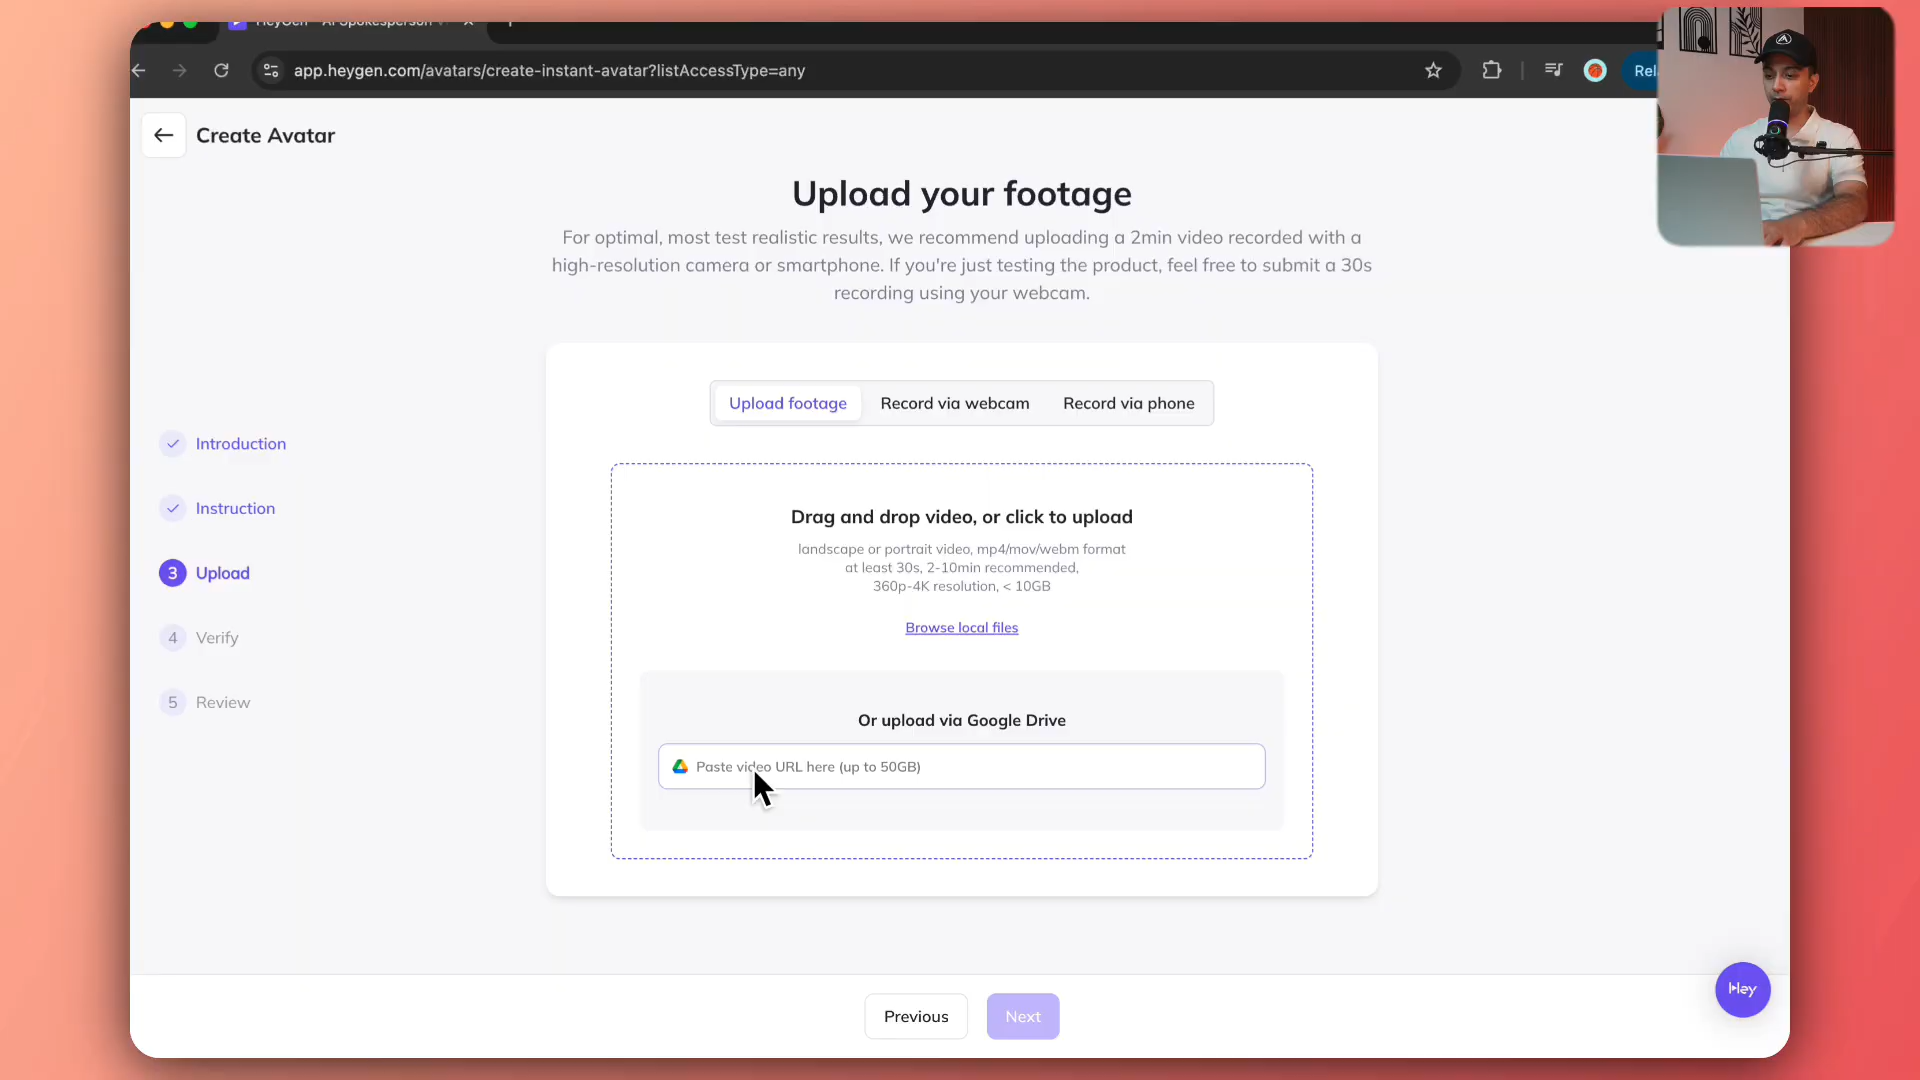 HeyGen - AI Spokesperson
app.heygen.com/avatars/create-instant-avatar?listAccessType=any
Create Avatar
Upload your footage
For optimal, most test realistic results, we recommend uploading a 2min video recorded with a
high-resolution camera or smartphone. If you're just testing the product, feel free to submit a 30s
recording using your webcam.
Upload footage
Record via webcam
Record via phone
Introduction
Instruction
3 Upload
4 Verify
5 Review
Drag and drop video, or click to upload
landscape or portrait video, mp4/mov/webm format
at least 30s, 2-10min recommended,
360p-4K resolution, < 10GB
Browse local files
Or upload via Google Drive
Paste video URL here (up to 50GB)
Previous
Next
Hey